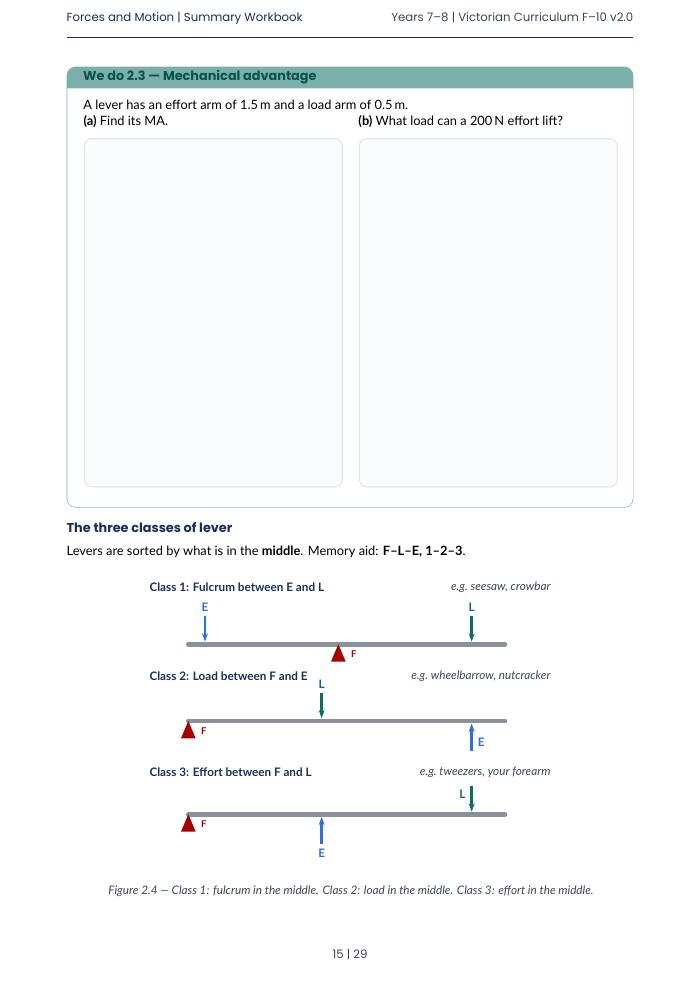 Forces and Motion | Summary Workbook
Years 7–8 | Victorian Curriculum F–10 v2.0
We do 2.3 — Mechanical advantage
A lever has an effort arm of 1.5 m and a load arm of 0.5 m.
(a) Find its MA.
(b) What load can a 200 N effort lift?
The three classes of lever
Levers are sorted by what is in the middle. Memory aid: F–L–E, 1–2–3.
Class 1: Fulcrum between E and L
e.g. seesaw, crowbar
E
L
F
Class 2: Load between F and E
e.g. wheelbarrow, nutcracker
L
F
E
Class 3: Effort between F and L
e.g. tweezers, your forearm
L
F
E
Figure 2.4 — Class 1: fulcrum in the middle. Class 2: load in the middle. Class 3: effort in the middle.
15 | 29